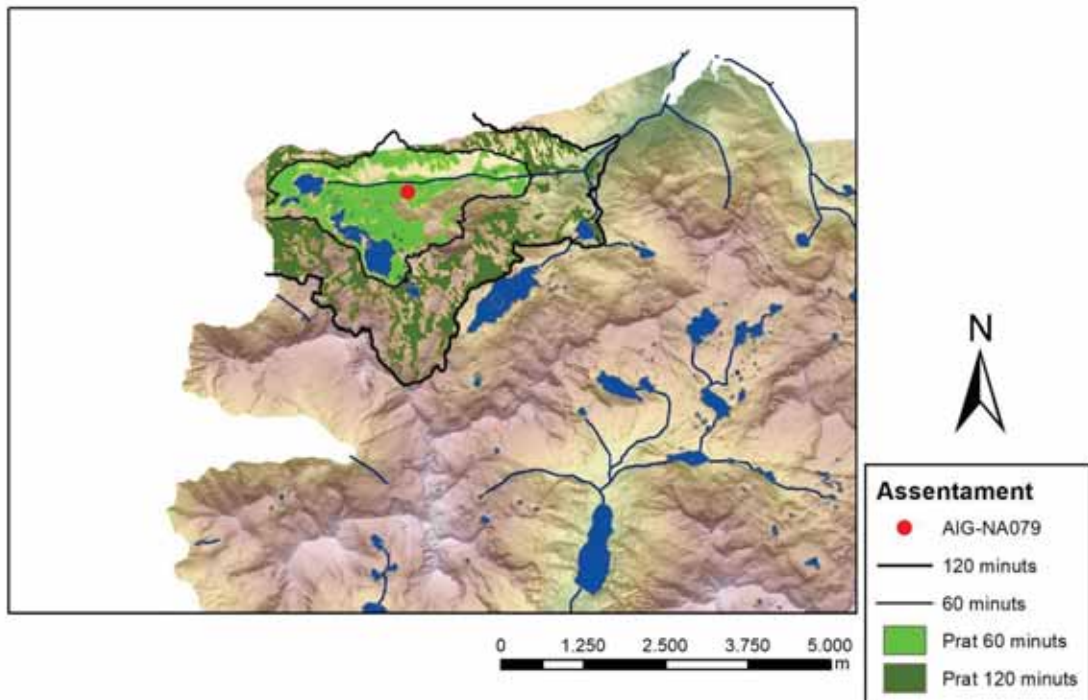 N
Assentament
AIG-NA079
120 minuts
60 minuts
Prat 60 minuts
Prat 120 minuts
0 1.250 2.500 3.750 5.000
m